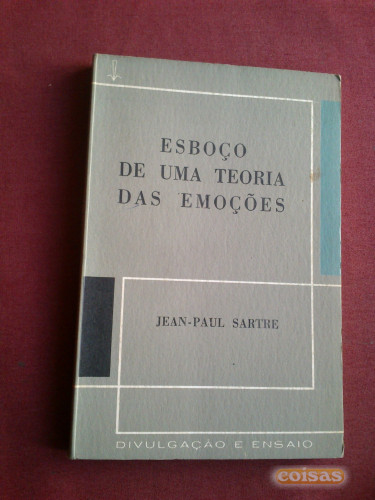 ESBOÇO
DE UMA TEORIA
DAS EMOÇÕES
JEAN-PAUL SARTRE
DIVULGAÇÃO E ENSAIO
coisas